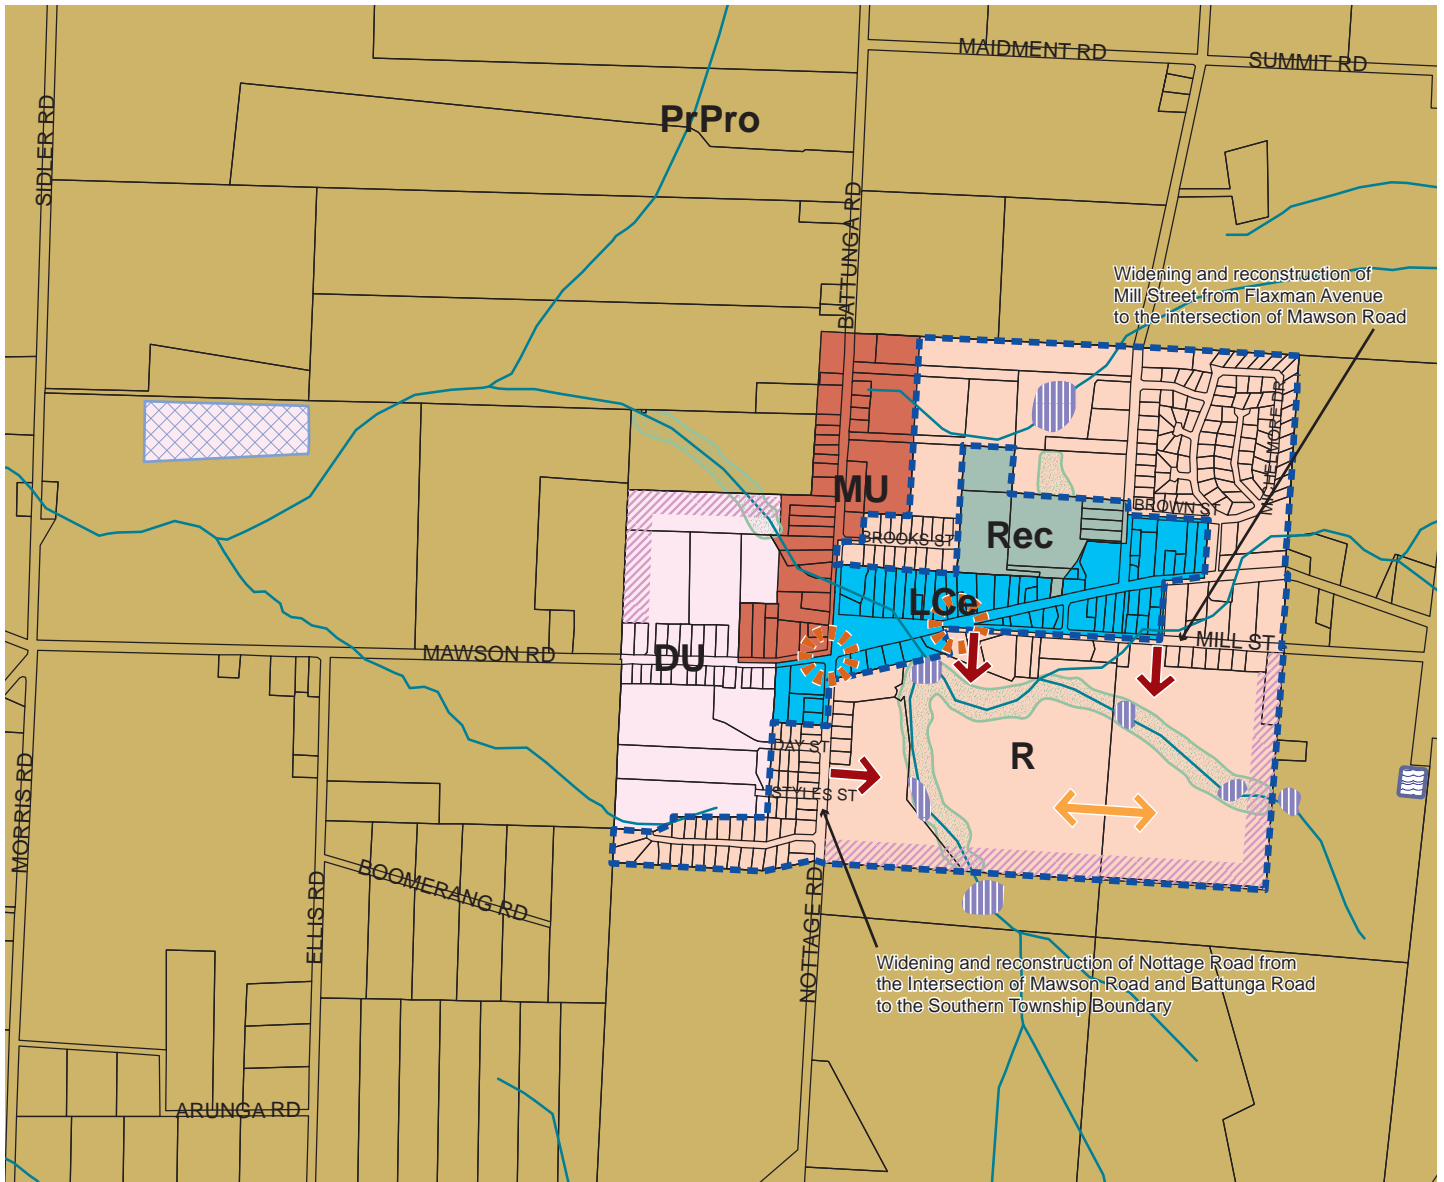 MAIDMENT RD
SUMMIT RD
PrPro
SIDLER RD
BATTUNGA RD
Widening and reconstruction of
Mill Street from Flaxman Avenue
to the intersection of Mawson Road
MICHELMORE DR
MU
BROWN ST
Rec
BROOKS ST
LCe
MILL ST
MAWSON RD
DU
DAY ST
R
STYLES ST
MORRIS RD
BOOMERANG RD
ELLIS RD
NOTTAGE RD
Widening and reconstruction of Nottage Road from
the Intersection of Mawson Road and Battunga Road
to the Southern Township Boundary
ARUNGA RD